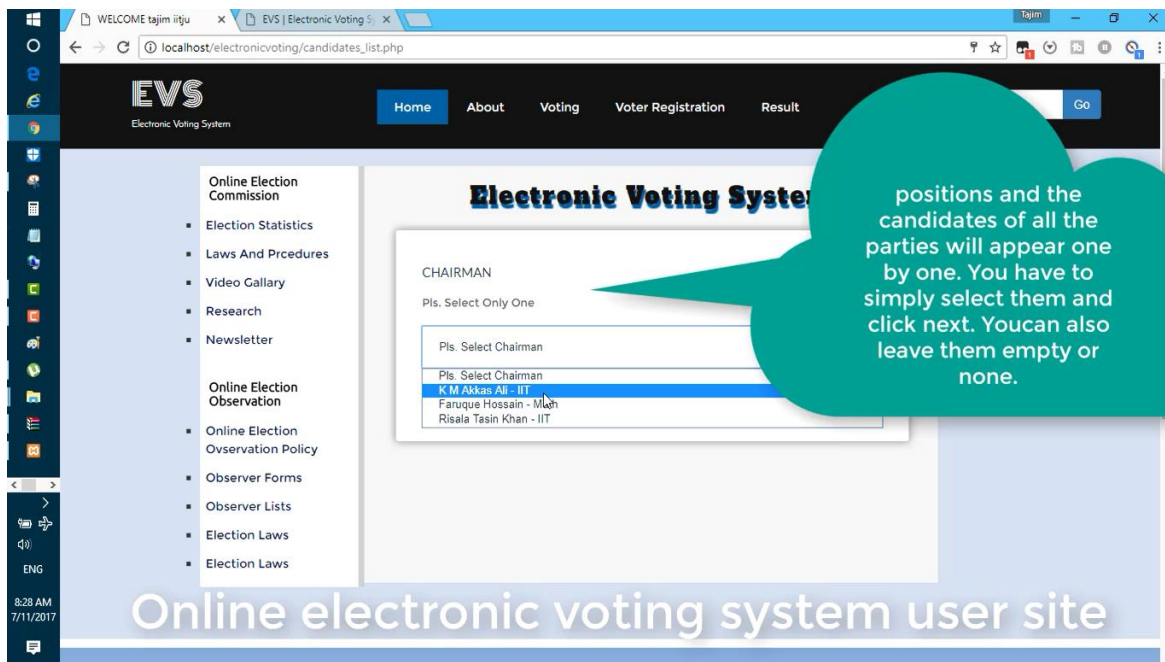 WELCOME tajim iitju
EVS | Electronic Voting Sy
Tajim
localhost/electronicvoting/candidates_list.php
EVS
Electronic Voting System
Home
About
Voting
Voter Registration
Result
Go
Online Election
Commission
Election Statistics
Laws And Prcedures
Video Gallary
Research
Newsletter
Online Election
Observation
Online Election
Ovservation Policy
Observer Forms
Observer Lists
Election Laws
Election Laws
Electronic Voting System
CHAIRMAN
Pls. Select Only One
Pls. Select Chairman
Pls. Select Chairman
K M Akkas Ali - IIT
Faruque Hossain - Math
Risala Tasin Khan - IIT
positions and the
candidates of all the
parties will appear one
by one. You have to
simply select them and
click next. Youcan also
leave them empty or
none.
ENG
8:28 AM
7/11/2017
Online electronic voting system user site